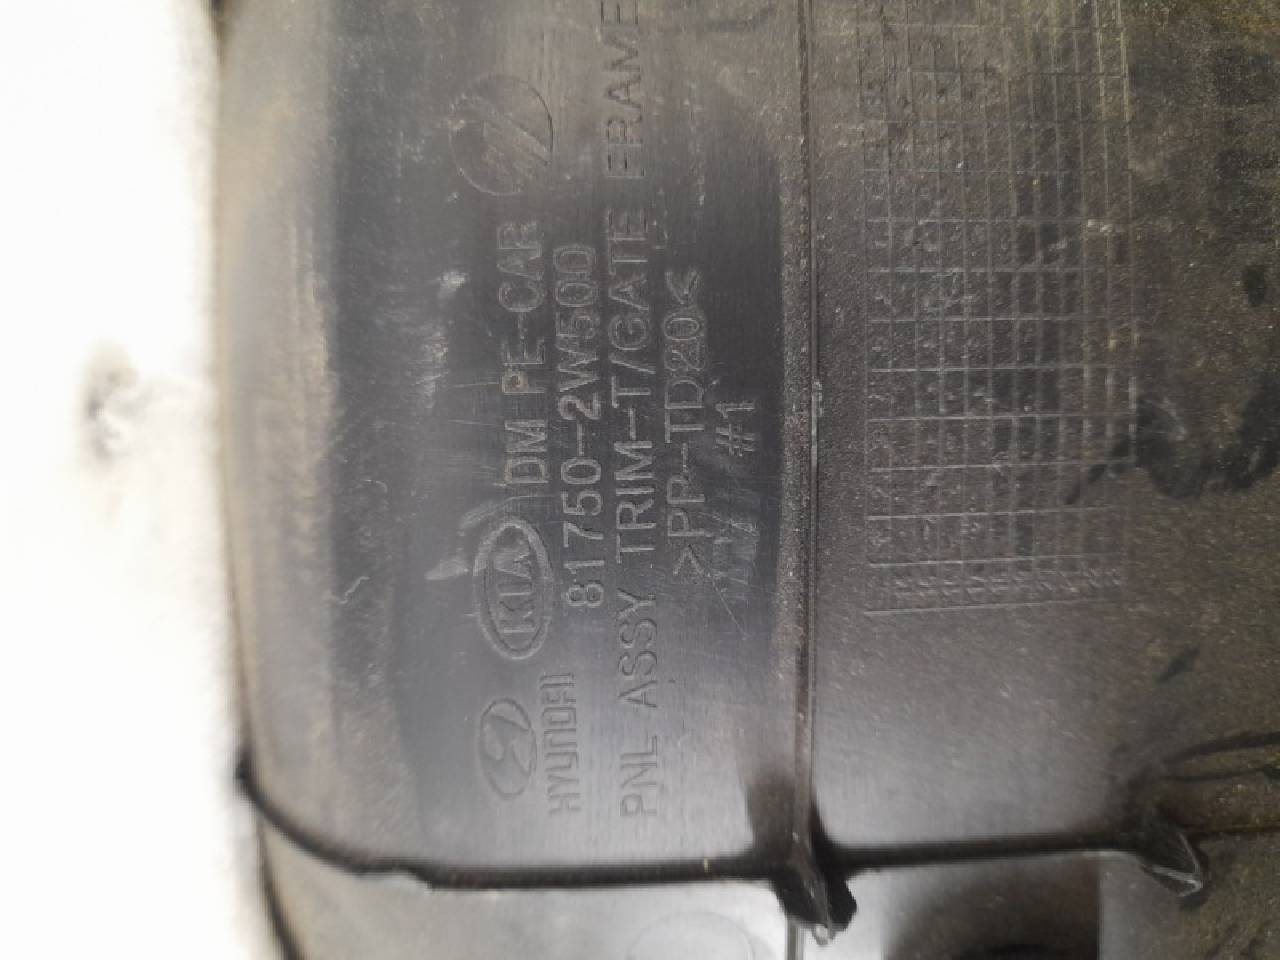 HYUNDAI KIA DM PE-CAR
81750-2W500
PNL ASSY TRIM-T/GATE FRAME
>PP-TD20<
#1